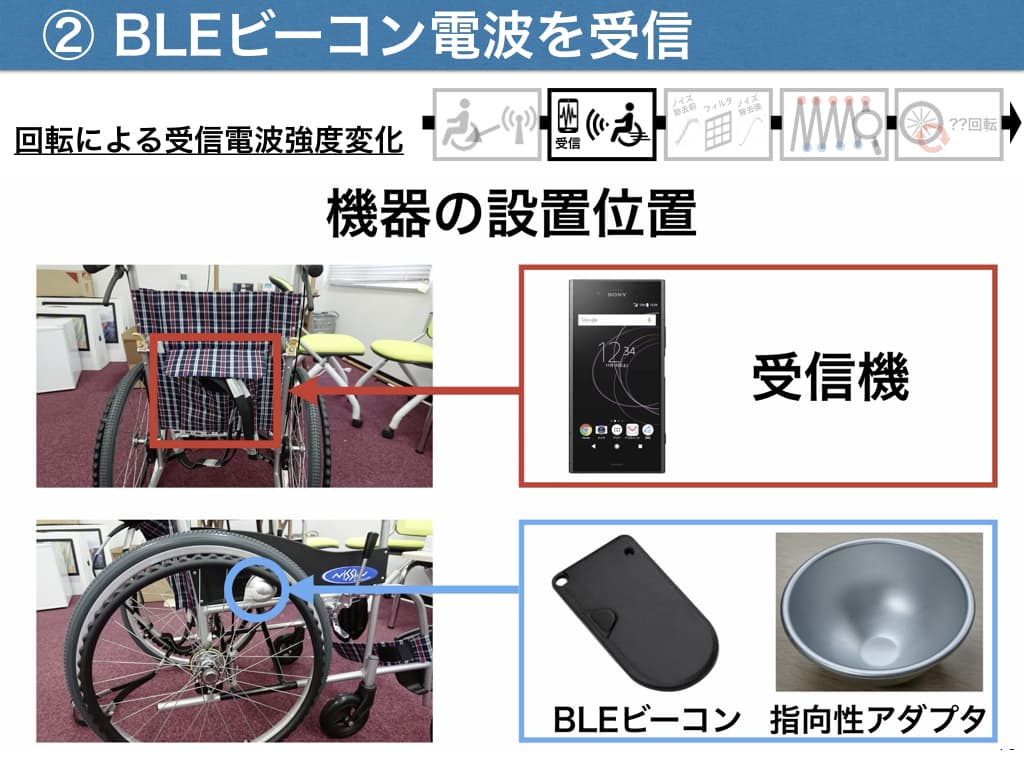 ② BLEビーコン電波を受信
回転による受信電波強度変化
受信
ノイズ
除去前
フィルタ
ノイズ
除去後
??回転
機器の設置位置
SONY
Google
12 34
受信機
NISSIN
BLEビーコン
指向性アダプタ